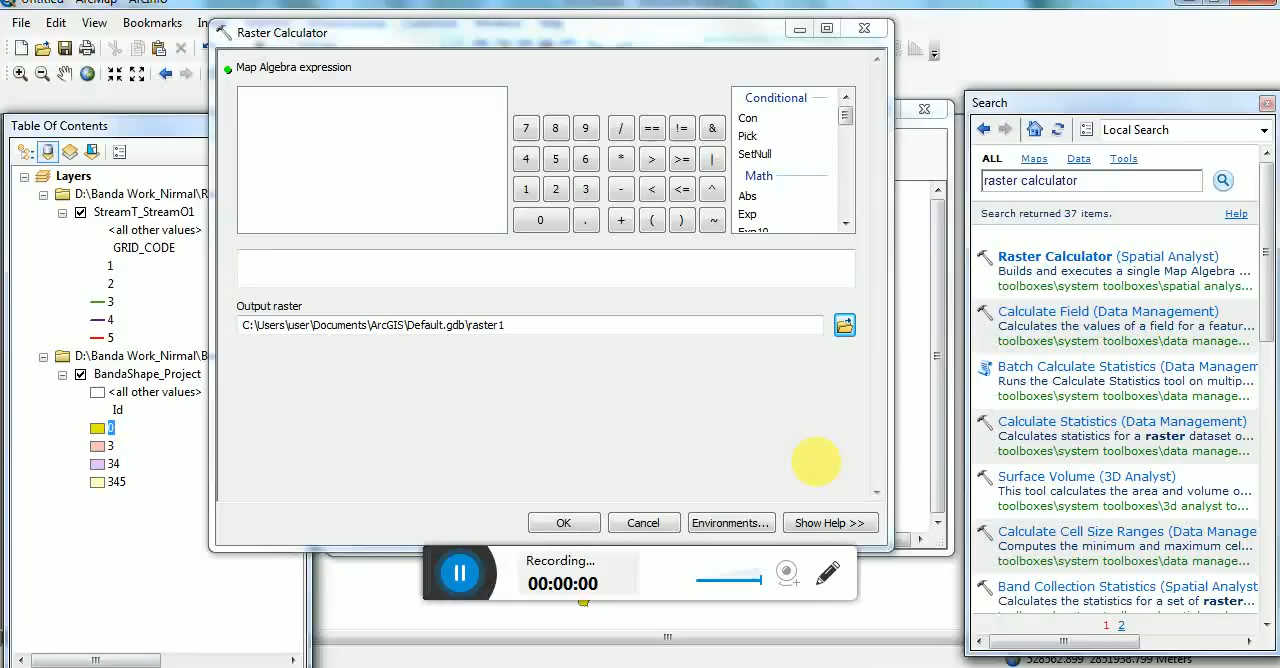 Untitled - ArcMap - ArcInfo
File Edit View Bookmarks In
Raster Calculator
Map Algebra expression
7 8 9 / == != &
4 5 6 * > >= |
1 2 3 - < <= ^
0 . + ( ) ~
Conditional
Con
Pick
SetNull
Math
Abs
Exp
Exp10
Output raster
C:\Users\user\Documents\ArcGIS\Default.gdb\raster1
OK Cancel Environments... Show Help >>
Recording...
00:00:00
Table Of Contents
Layers
D:\Banda Work_Nirmal\R
StreamT_StreamO1
<all other values>
GRID_CODE
1
2
3
4
5
D:\Banda Work_Nirmal\B
BandaShape_Project
<all other values>
Id
0
3
34
345
Search
Local Search
ALL Maps Data Tools
raster calculator
Search returned 37 items. Help
Raster Calculator (Spatial Analyst)
Builds and executes a single Map Algebra ...
toolboxes\system toolboxes\spatial analys...
Calculate Field (Data Management)
Calculates the values of a field for a featur...
toolboxes\system toolboxes\data manage...
Batch Calculate Statistics (Data Managem
Runs the Calculate Statistics tool on multip...
toolboxes\system toolboxes\data manage...
Calculate Statistics (Data Management)
Calculates statistics for a raster dataset o...
toolboxes\system toolboxes\data manage...
Surface Volume (3D Analyst)
This tool calculates the area and volume o...
toolboxes\system toolboxes\3d analyst to...
Calculate Cell Size Ranges (Data Manage
Computes the minimum and maximum cel...
toolboxes\system toolboxes\data manage...
Band Collection Statistics (Spatial Analyst
Calculates the statistics for a set of raster...
1 2
528562.899 2851938.799 Meters